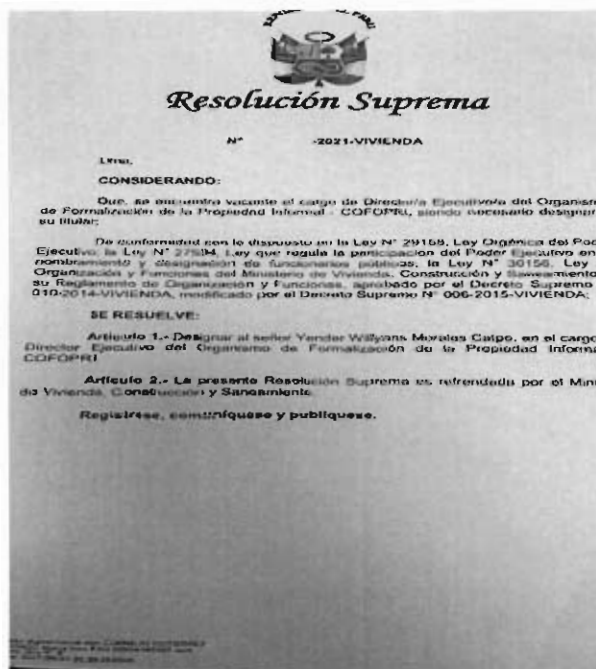 Resolución Suprema
N° -2021-VIVIENDA
Lima,
CONSIDERANDO:
Que, se encuentra vacante el cargo de Director/a Ejecutivo/a del Organism
de Formalización de la Propiedad Informal - COFOPRI, siendo necesario designar
su titular;
De conformidad con lo dispuesto en la Ley N° 29158, Ley Orgánica del Pod
Ejecutivo; la Ley N° 27594, Ley que regula la participación del Poder Ejecutivo en
nombramiento y designación de funcionarios públicos, la Ley N° 30156, Ley
Organización y Funciones del Ministerio de Vivienda, Construcción y Saneamiento
su Reglamento de Organización y Funciones, aprobado por el Decreto Supremo
010-2014-VIVIENDA, modificado por el Decreto Supremo N° 006-2015-VIVIENDA;
SE RESUELVE:
Artículo 1.- Designar al señor Yender Willyans Morales Catpo, en el cargo
Director Ejecutivo del Organismo de Formalización de la Propiedad Informa
COFOPRI
Artículo 2.- La presente Resolución Suprema es refrendada por el Mini
de Vivienda, Construcción y Saneamiento
Regístrese, comuníquese y publíquese.